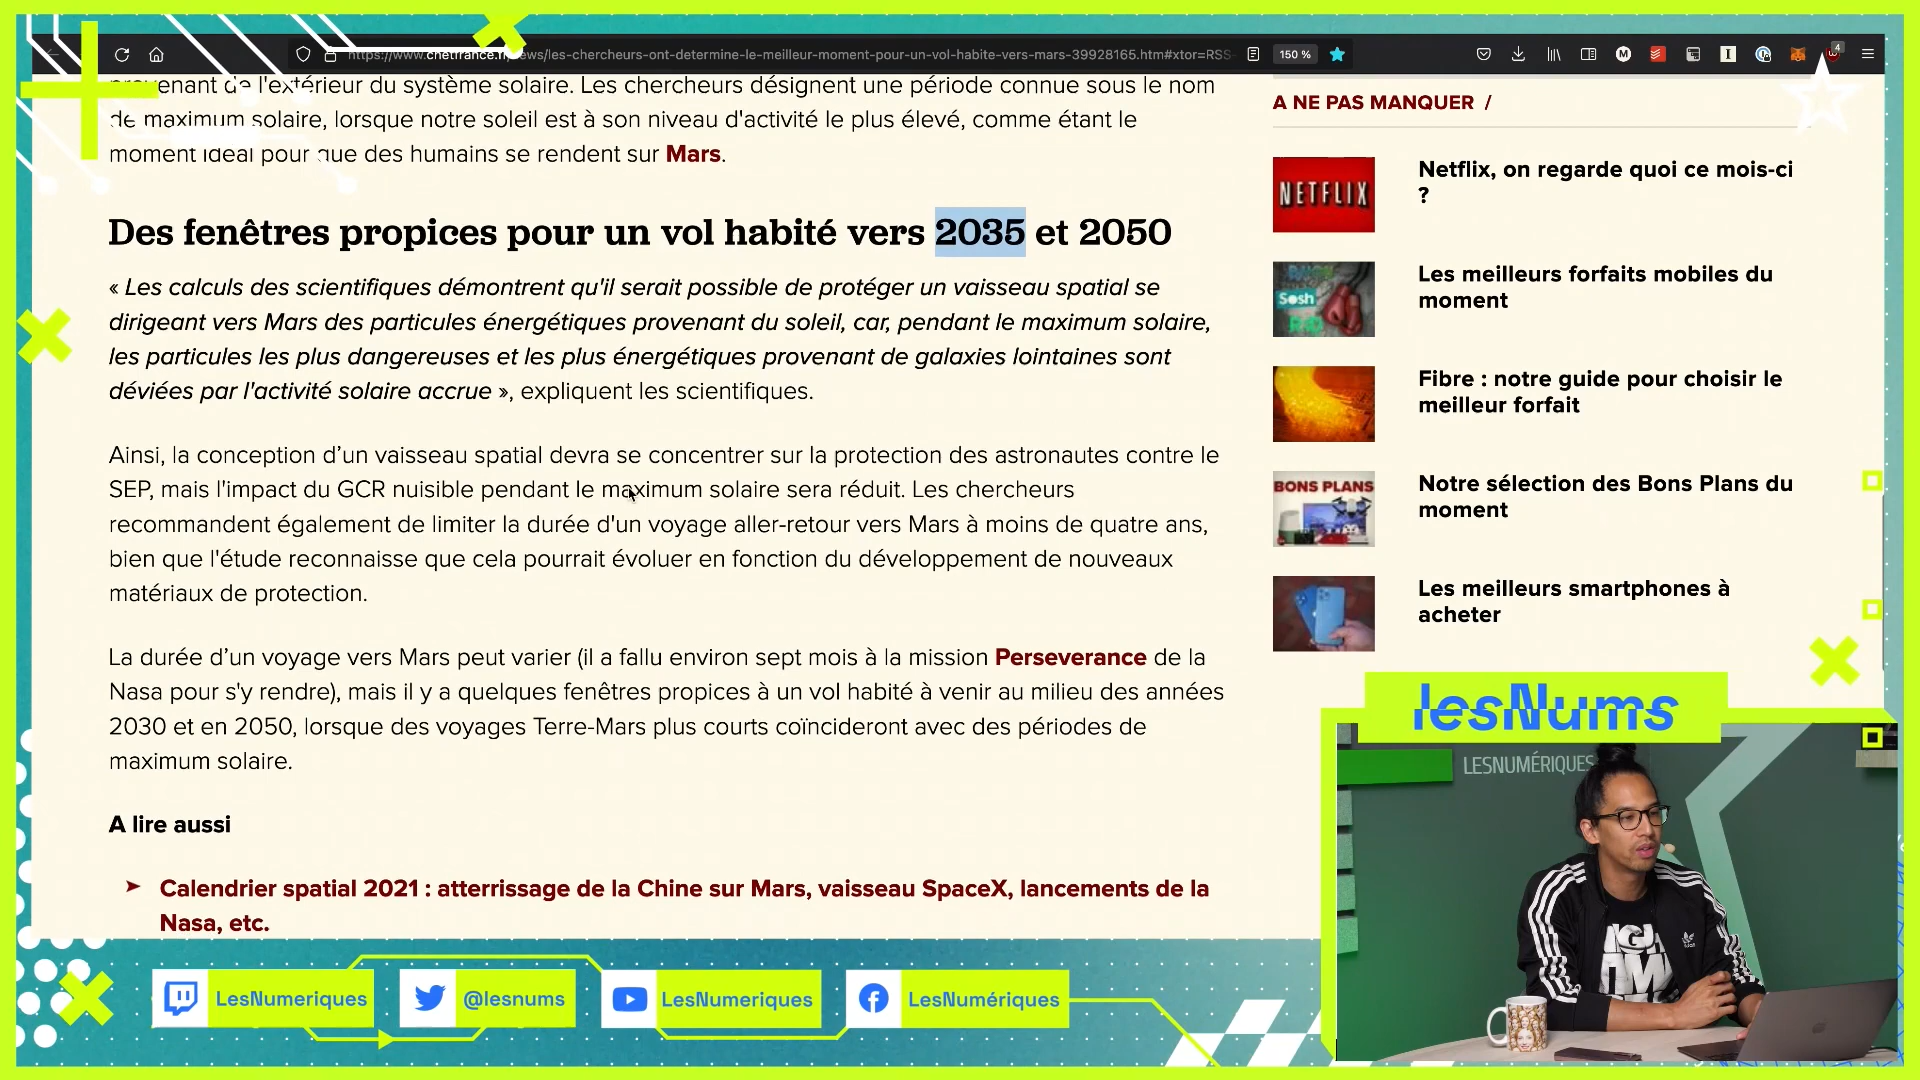 https://www.cnetfrance.fr/news/les-chercheurs-ont-determine-le-meilleur-moment-pour-un-vol-habite-vers-mars-39928165.htm#xtor=RSS-
150 %
4
provenant de l'extérieur du système solaire. Les chercheurs désignent une période connue sous le nom
de maximum solaire, lorsque notre soleil est à son niveau d'activité le plus élevé, comme étant le
moment idéal pour que des humains se rendent sur Mars.
Des fenêtres propices pour un vol habité vers 2035 et 2050
« Les calculs des scientifiques démontrent qu'il serait possible de protéger un vaisseau spatial se
dirigeant vers Mars des particules énergétiques provenant du soleil, car, pendant le maximum solaire,
les particules les plus dangereuses et les plus énergétiques provenant de galaxies lointaines sont
déviées par l'activité solaire accrue », expliquent les scientifiques.
Ainsi, la conception d’un vaisseau spatial devra se concentrer sur la protection des astronautes contre le
SEP, mais l'impact du GCR nuisible pendant le maximum solaire sera réduit. Les chercheurs
recommandent également de limiter la durée d'un voyage aller-retour vers Mars à moins de quatre ans,
bien que l'étude reconnaisse que cela pourrait évoluer en fonction du développement de nouveaux
matériaux de protection.
La durée d’un voyage vers Mars peut varier (il a fallu environ sept mois à la mission Perseverance de la
Nasa pour s'y rendre), mais il y a quelques fenêtres propices à un vol habité à venir au milieu des années
2030 et en 2050, lorsque des voyages Terre-Mars plus courts coïncideront avec des périodes de
maximum solaire.
A lire aussi
Calendrier spatial 2021 : atterrissage de la Chine sur Mars, vaisseau SpaceX, lancements de la
Nasa, etc.
A NE PAS MANQUER /
NETFLIX
Netflix, on regarde quoi ce mois-ci
?
Sosh
Les meilleurs forfaits mobiles du
moment
Fibre : notre guide pour choisir le
meilleur forfait
BONS PLANS
Notre sélection des Bons Plans du
moment
Les meilleurs smartphones à
acheter
lesNums
LESNUMÉRIQUES
LesNumeriques
@lesnums
LesNumeriques
LesNumériques